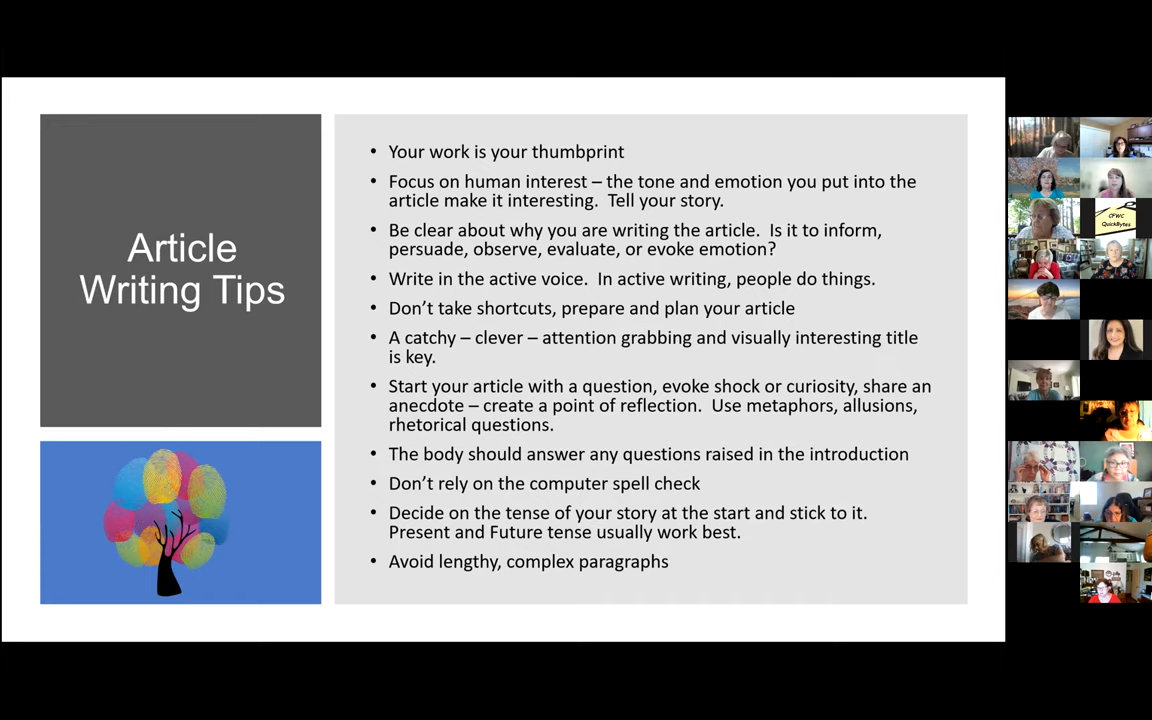 Article
Writing Tips
• Your work is your thumbprint
• Focus on human interest – the tone and emotion you put into the
article make it interesting.  Tell your story.
• Be clear about why you are writing the article.  Is it to inform,
persuade, observe, evaluate, or evoke emotion?
• Write in the active voice.  In active writing, people do things.
• Don’t take shortcuts, prepare and plan your article
• A catchy – clever – attention grabbing and visually interesting title
is key.
• Start your article with a question, evoke shock or curiosity, share an
anecdote – create a point of reflection.  Use metaphors, allusions,
rhetorical questions.
• The body should answer any questions raised in the introduction
• Don’t rely on the computer spell check
• Decide on the tense of your story at the start and stick to it.
Present and Future tense usually work best.
• Avoid lengthy, complex paragraphs
CFWC
QuickBytes